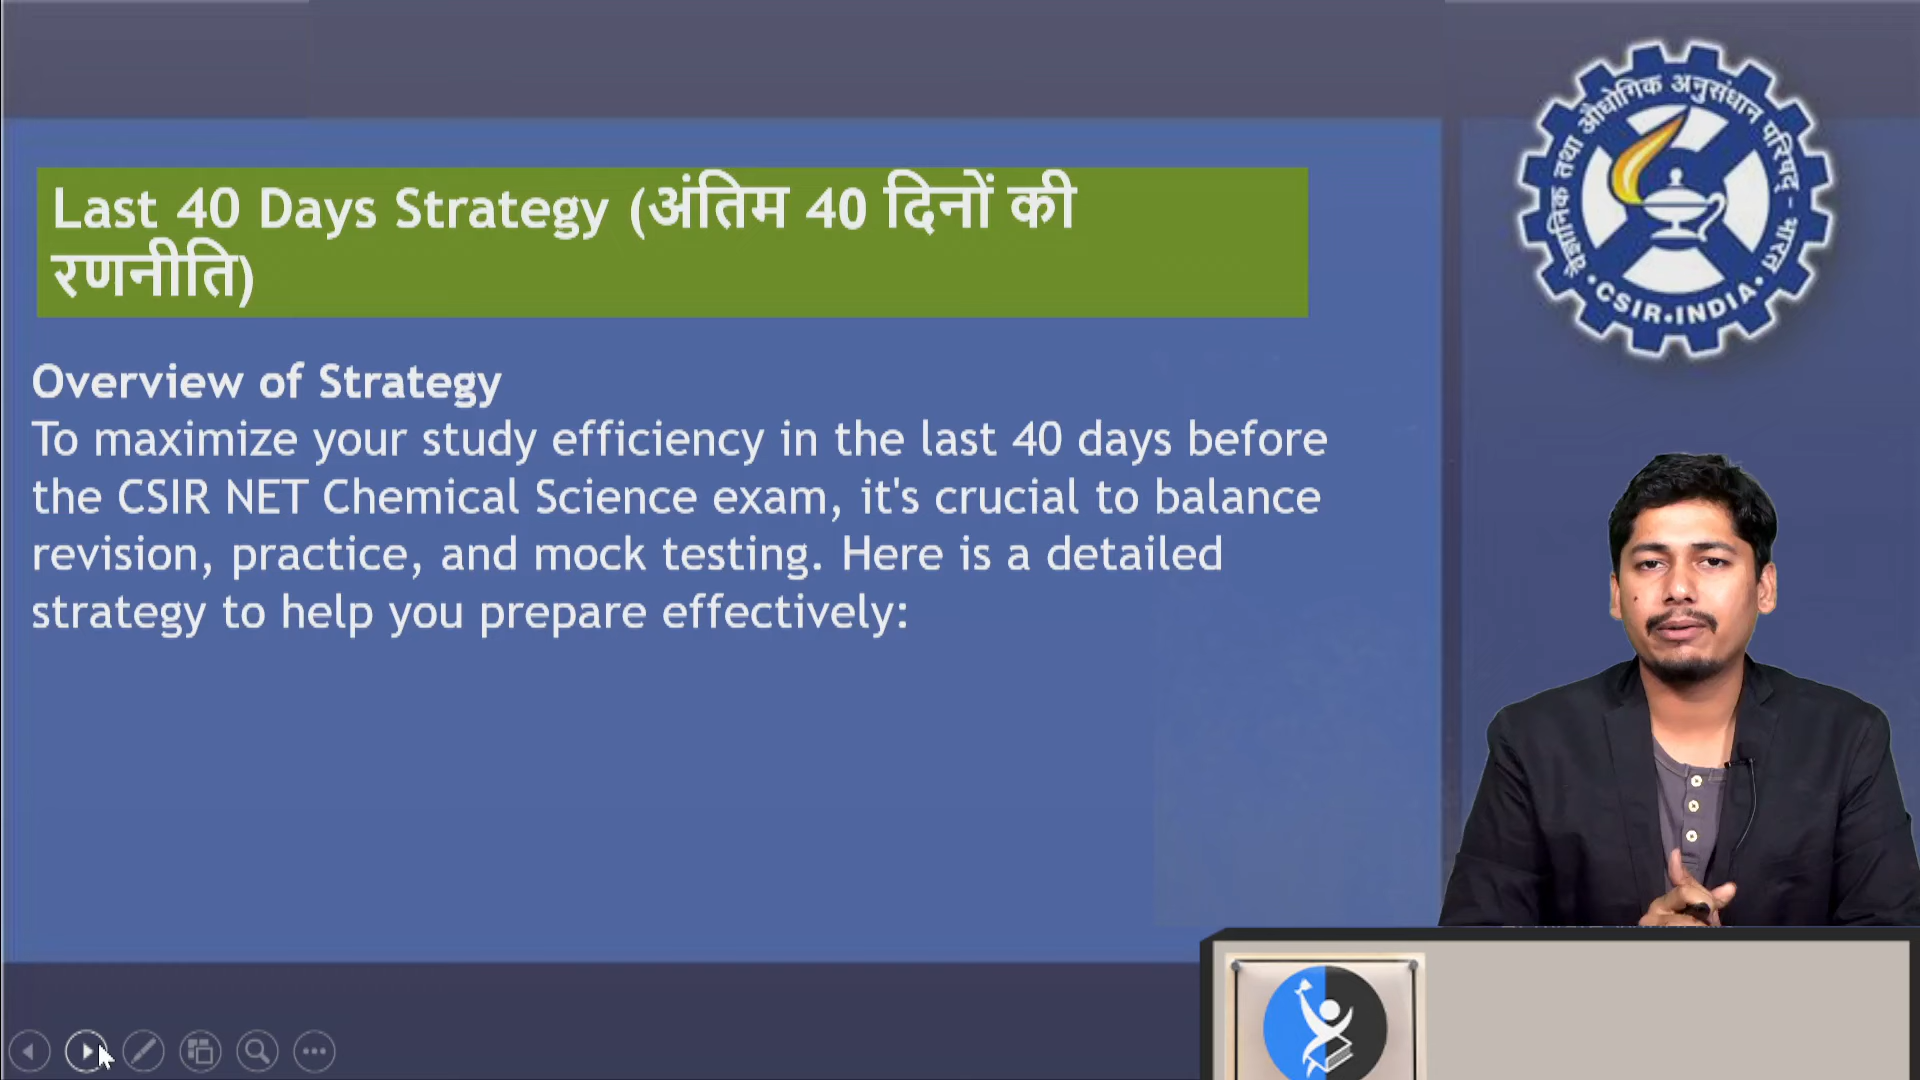 Last 40 Days Strategy (अंतिम 40 दिनों की
रणनीति)
Overview of Strategy
To maximize your study efficiency in the last 40 days before
the CSIR NET Chemical Science exam, it's crucial to balance
revision, practice, and mock testing. Here is a detailed
strategy to help you prepare effectively:
वैज्ञानिक तथा औद्योगिक अनुसंधान परिषद् - भारत
• CSIR•INDIA •